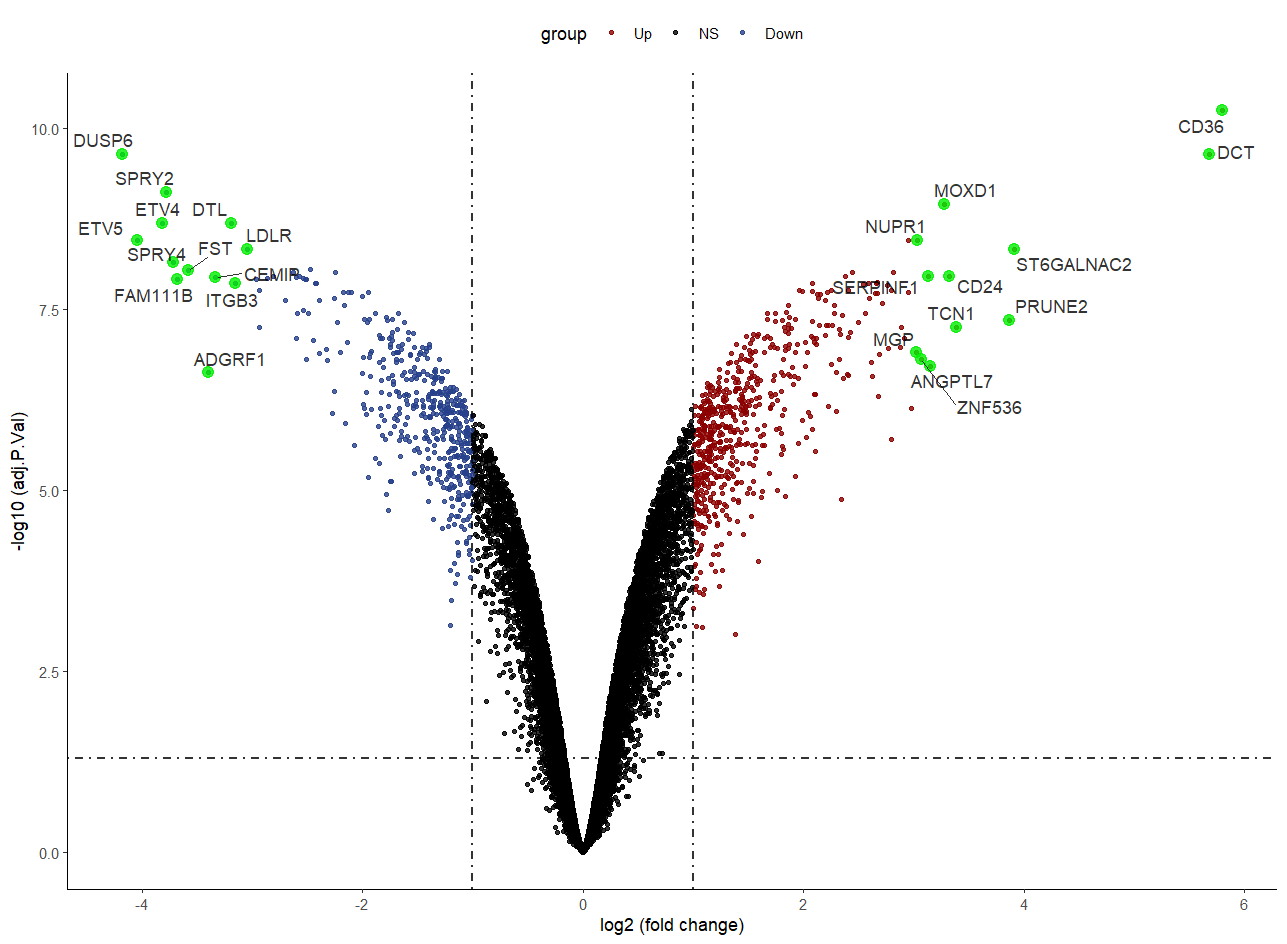 group Up NS Down
10.0
7.5
5.0
2.5
0.0
-log10 (adj.P.Val)
DUSP6
SPRY2
ETV4
DTL
ETV5
LDLR
FST
SPRY4
CEMIP
FAM111B
ITGB3
ADGRF1
CD36
DCT
MOXD1
NUPR1
ST6GALNAC2
SERPINF1
CD24
PRUNE2
TCN1
MGP
ANGPTL7
ZNF536
-4 -2 0 2 4 6
log2 (fold change)